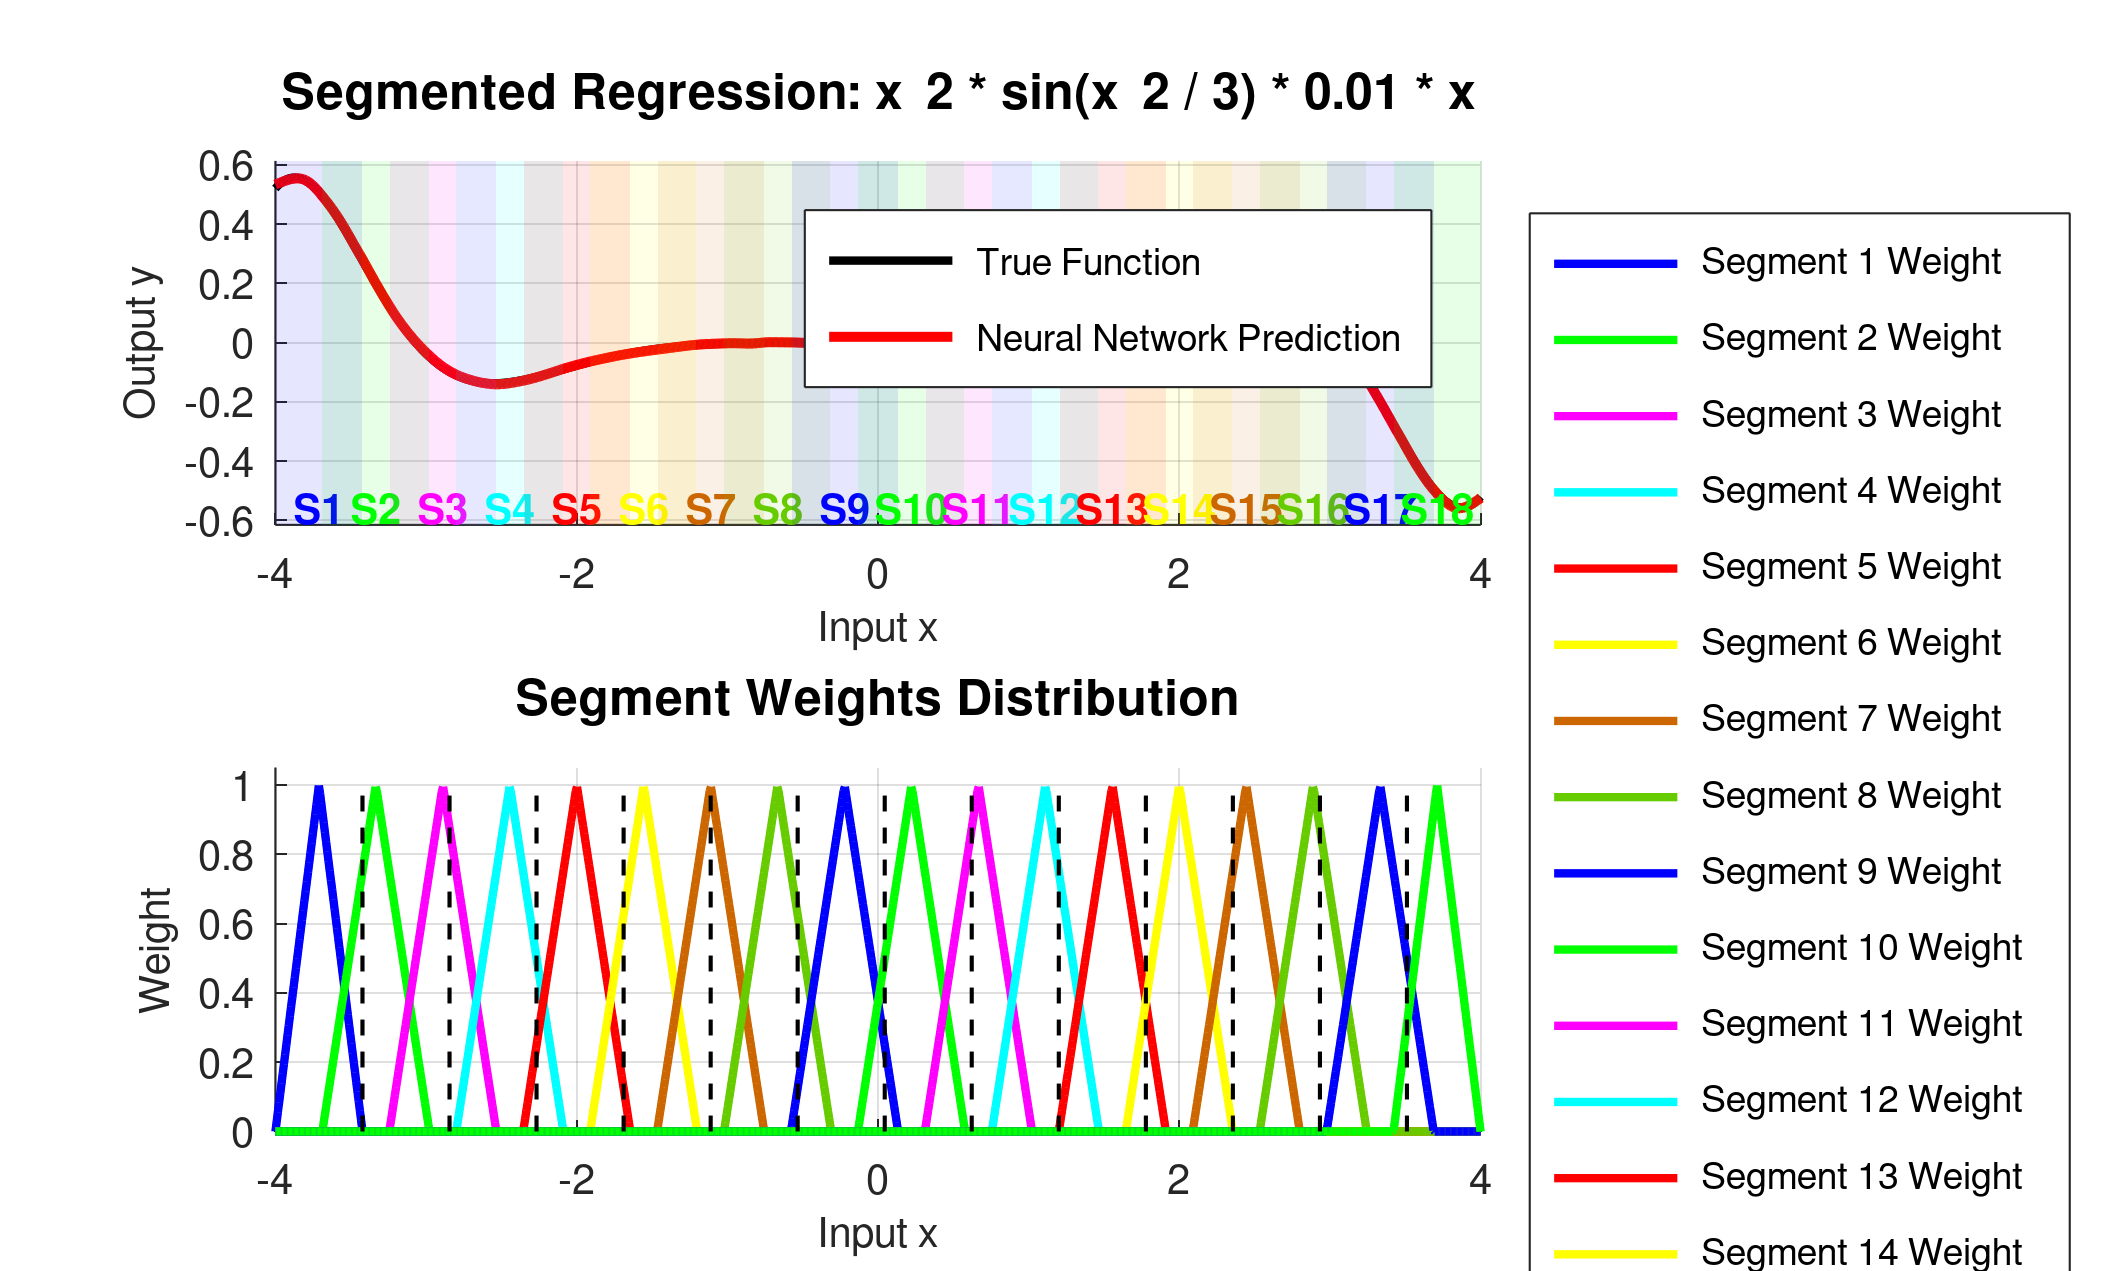 Segmented Regression: x 2 * sin(x 2 / 3) * 0.01 * x
Output y
0.6
0.4
0.2
0
-0.2
-0.4
-0.6
True Function
Neural Network Prediction
S1 S2 S3 S4 S5 S6 S7 S8 S9 S10 S11 S12 S13 S14 S15 S16 S17 S18
-4 -2 0 2 4
Input x
Segment Weights Distribution
Weight
1
0.8
0.6
0.4
0.2
0
-4 -2 0 2 4
Input x
Segment 1 Weight
Segment 2 Weight
Segment 3 Weight
Segment 4 Weight
Segment 5 Weight
Segment 6 Weight
Segment 7 Weight
Segment 8 Weight
Segment 9 Weight
Segment 10 Weight
Segment 11 Weight
Segment 12 Weight
Segment 13 Weight
Segment 14 Weight